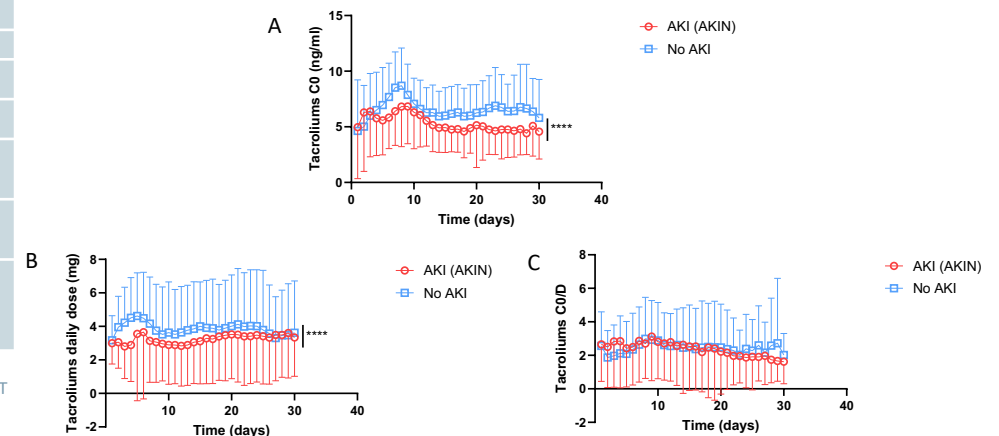 A
Tacroliums C0 (ng/ml)
15
10
5
0
0
10
20
30
40
Time (days)
AKI (AKIN)
No AKI
****
B
Tacroliums daily dose (mg)
8
6
4
2
0
-2
10
20
30
40
Time (days)
AKI (AKIN)
No AKI
****
C
Tacroliums C0/D
8
6
4
2
0
-2
10
20
30
40
Time (days)
AKI (AKIN)
No AKI
T